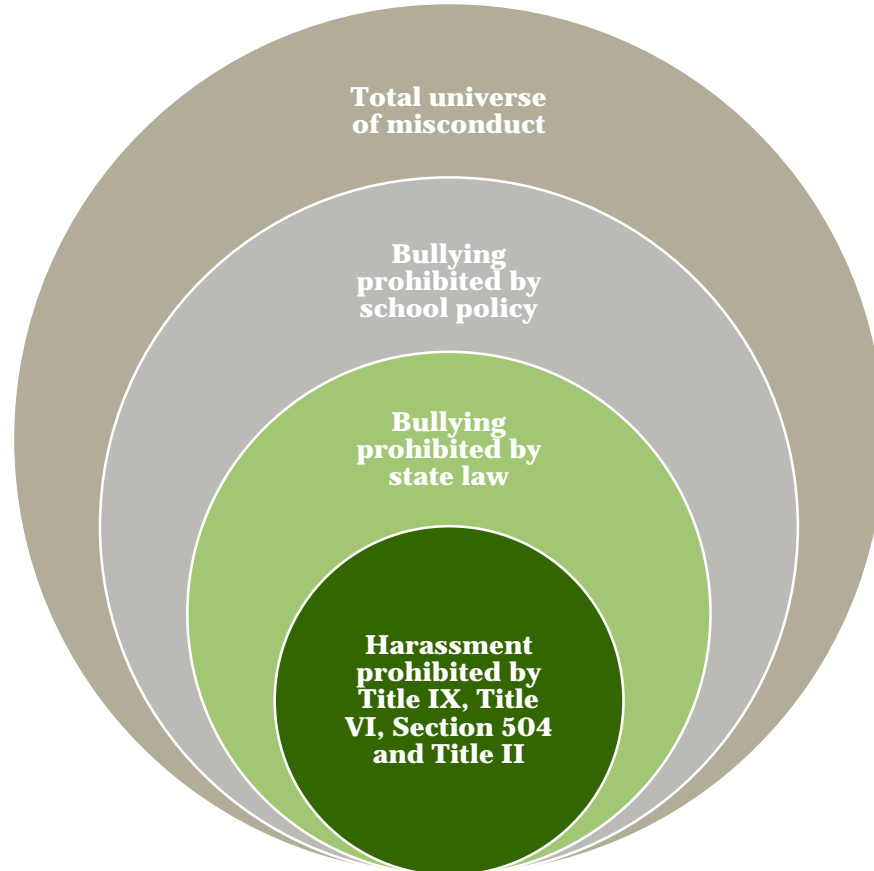 Total universe
of misconduct
Bullying
prohibited by
school policy
Bullying
prohibited by
state law
Harassment
prohibited by
Title IX, Title
VI, Section 504
and Title II